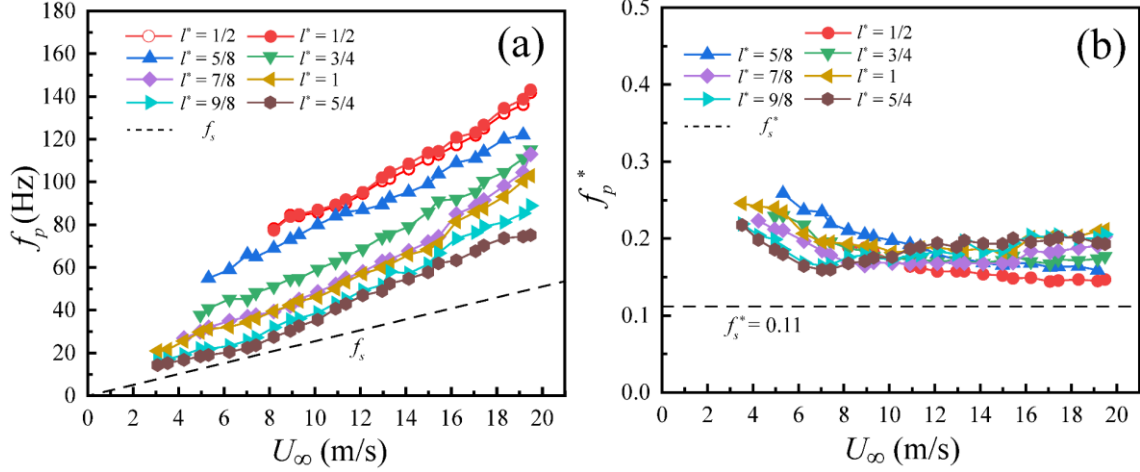 (a)
l* = 1/2 l* = 1/2
l* = 5/8 l* = 3/4
l* = 7/8 l* = 1
l* = 9/8 l* = 5/4
f_s
180
160
140
120
100
80
60
40
20
0
f_p(Hz)
f_s
0 2 4 6 8 10 12 14 16 18 20
U∞ (m/s)
(b)
l* = 1/2
l* = 5/8 l* = 3/4
l* = 7/8 l* = 1
l* = 9/8 l* = 5/4
f_s*
0.5
0.4
0.3
0.2
0.1
0.0
f_p*
f_s* = 0.11
0 2 4 6 8 10 12 14 16 18 20
U∞ (m/s)